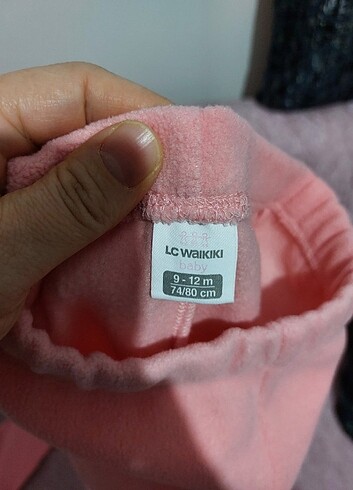 LC WAIKIKI
baby
9 - 12 m
74/80 cm